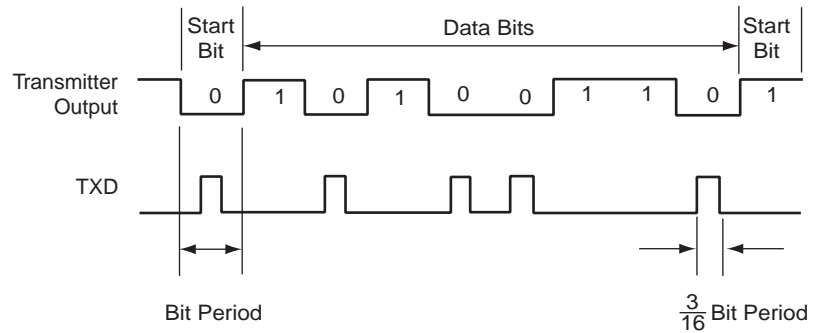 Start
Bit
Data Bits
Start
Bit
Transmitter
Output
0 1 0 1 0 0 1 1 0 1
TXD
Bit Period
3
16 Bit Period